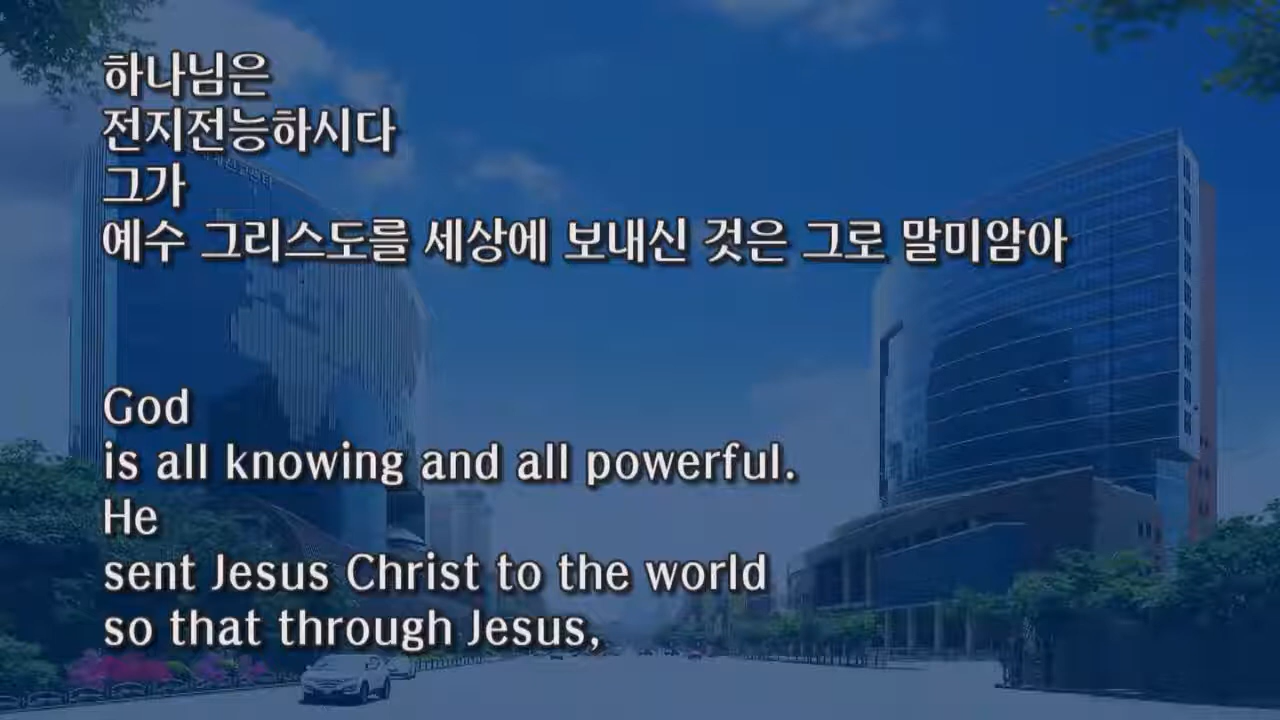 하나님은
전지전능하시다
그가
예수 그리스도를 세상에 보내신 것은 그로 말미암아
God
is all knowing and all powerful.
He
sent Jesus Christ to the world
so that through Jesus,